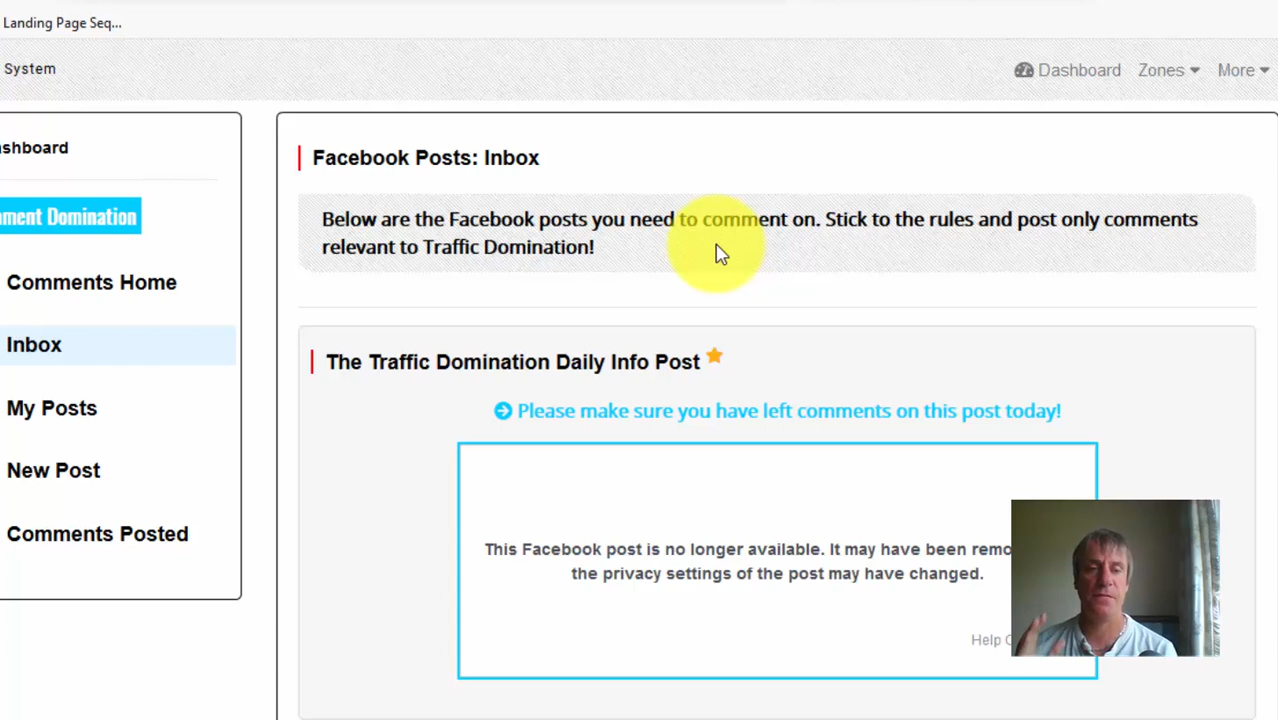 Landing Page Seq...
System
Dashboard
Zones
More
ashboard
ment Domination
Comments Home
Inbox
My Posts
New Post
Comments Posted
Facebook Posts: Inbox
Below are the Facebook posts you need to comment on. Stick to the rules and post only comments
relevant to Traffic Domination!
The Traffic Domination Daily Info Post
Please make sure you have left comments on this post today!
This Facebook post is no longer available. It may have been remo
the privacy settings of the post may have changed.
Help